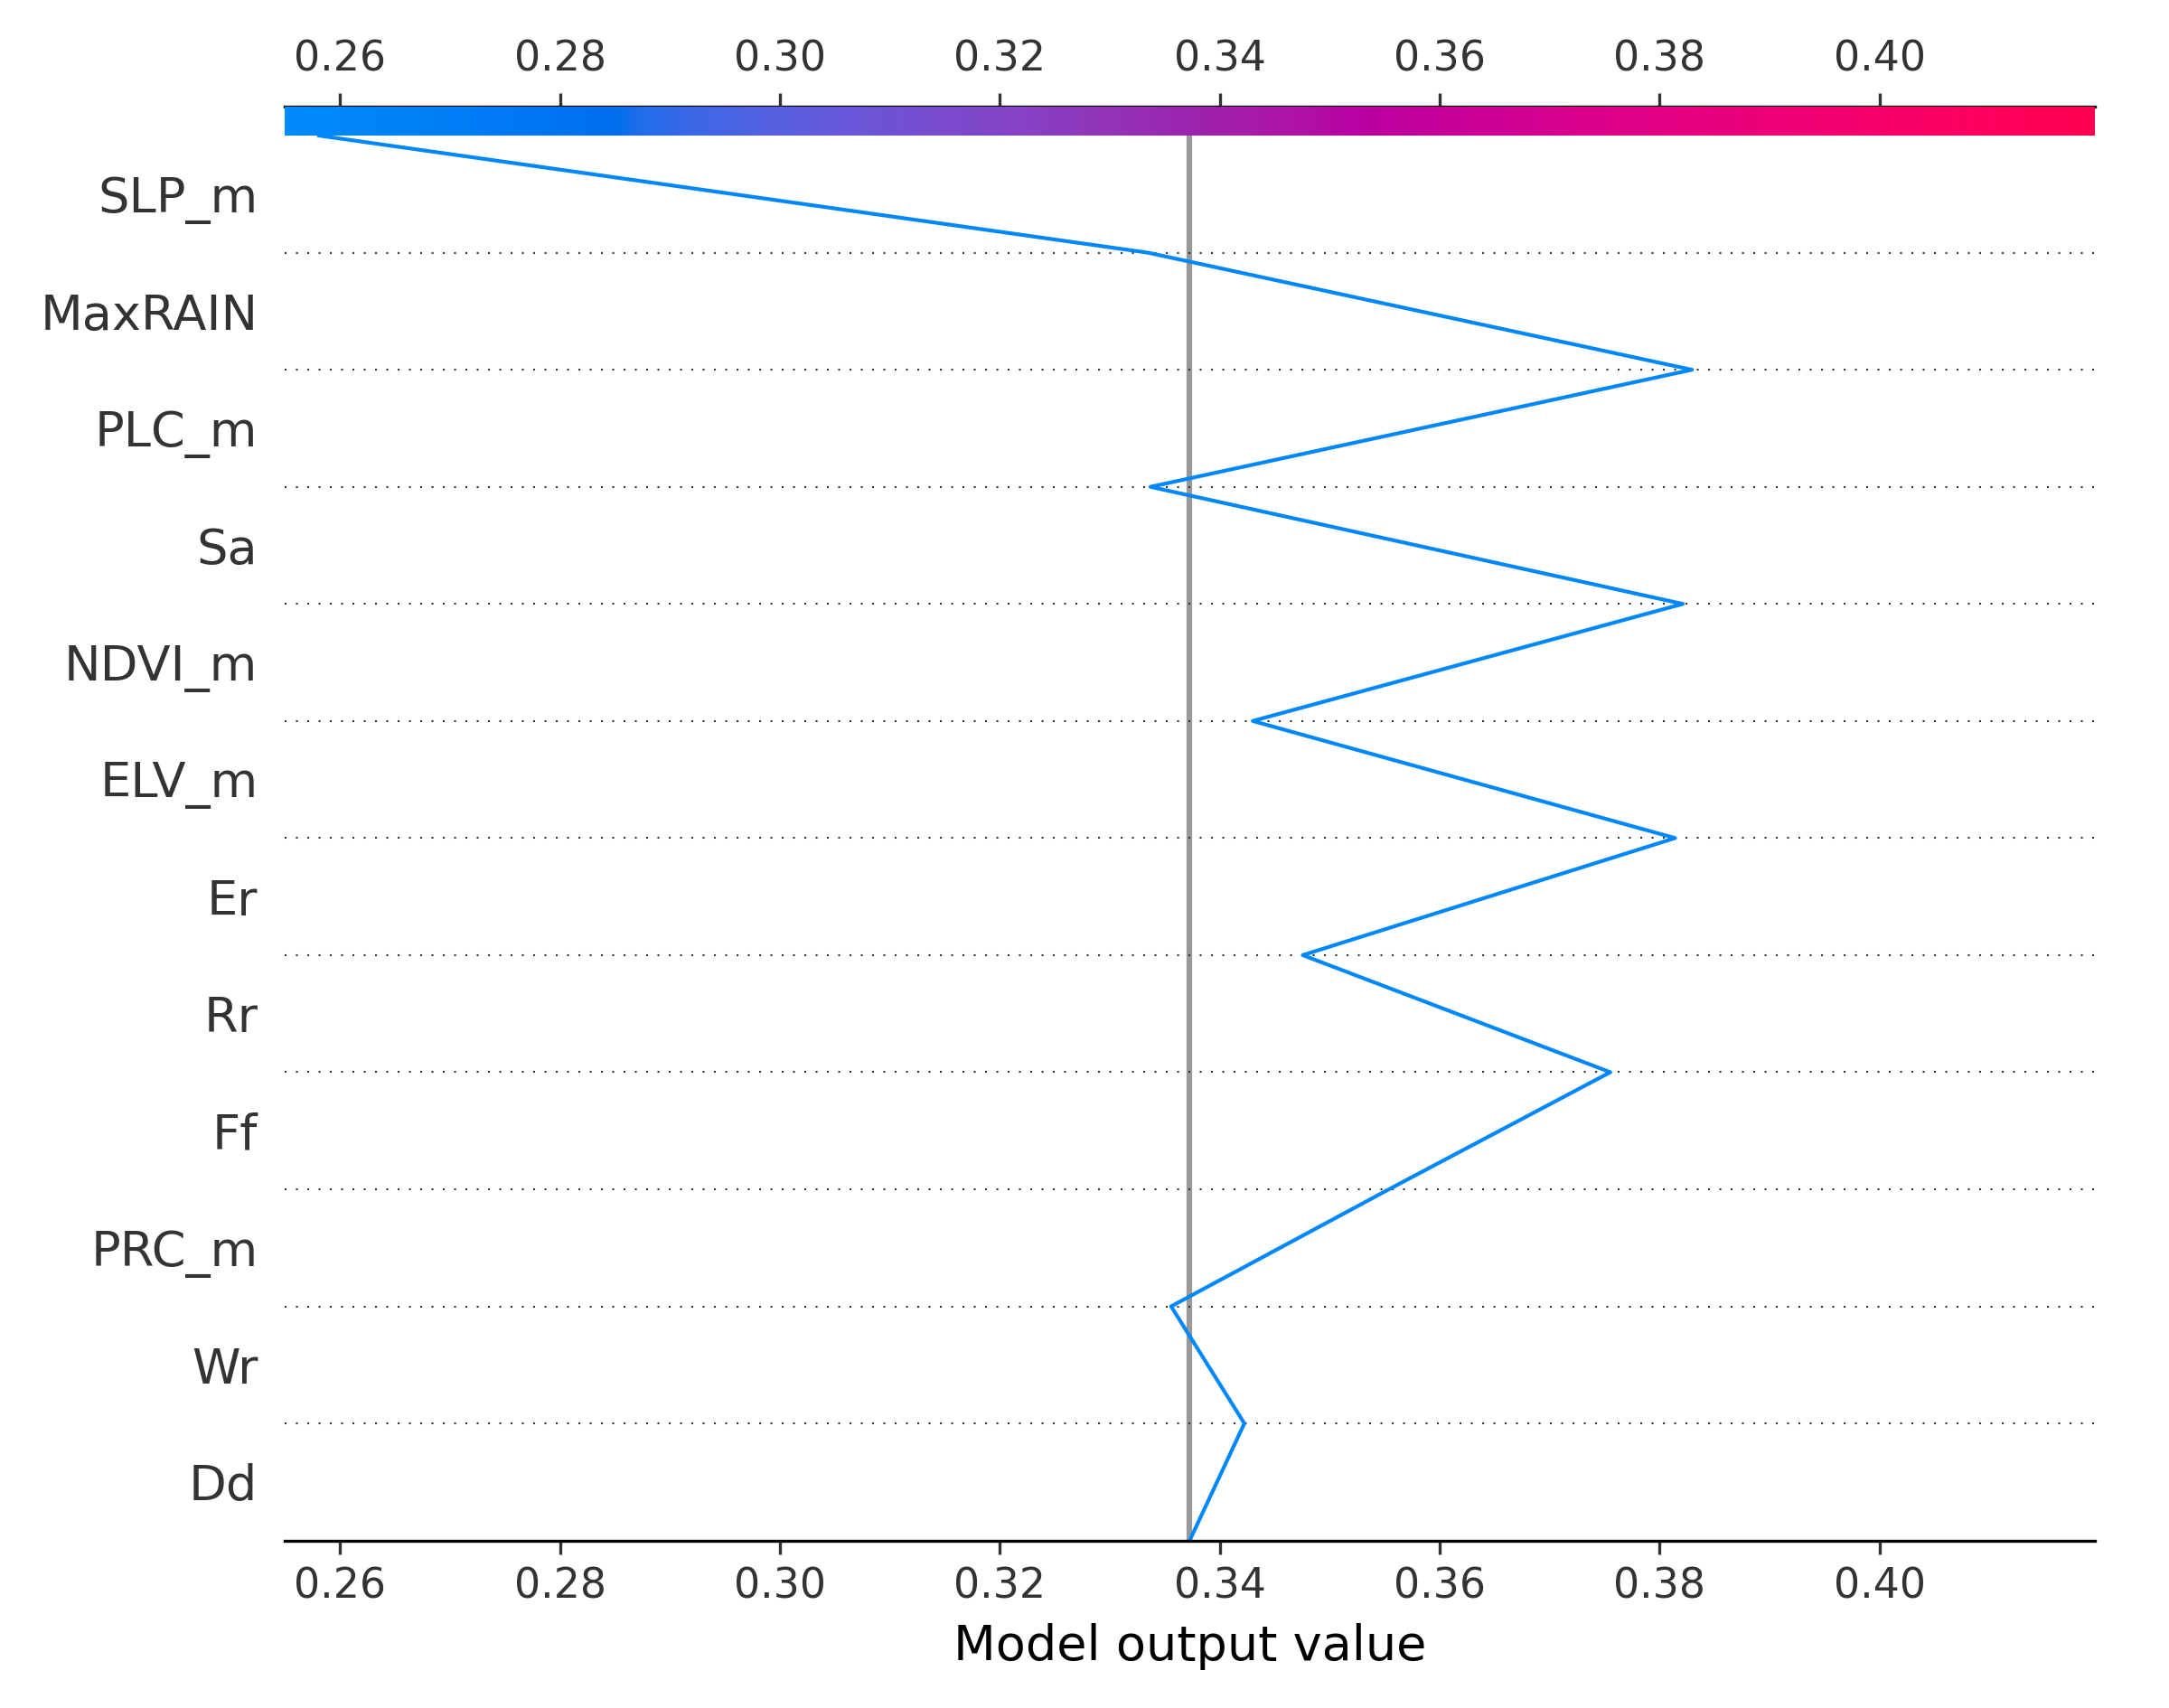 0.26 0.28 0.30 0.32 0.34 0.36 0.38 0.40
SLP_m
MaxRAIN
PLC_m
Sa
NDVI_m
ELV_m
Er
Rr
Ff
PRC_m
Wr
Dd
0.26 0.28 0.30 0.32 0.34 0.36 0.38 0.40
Model output value